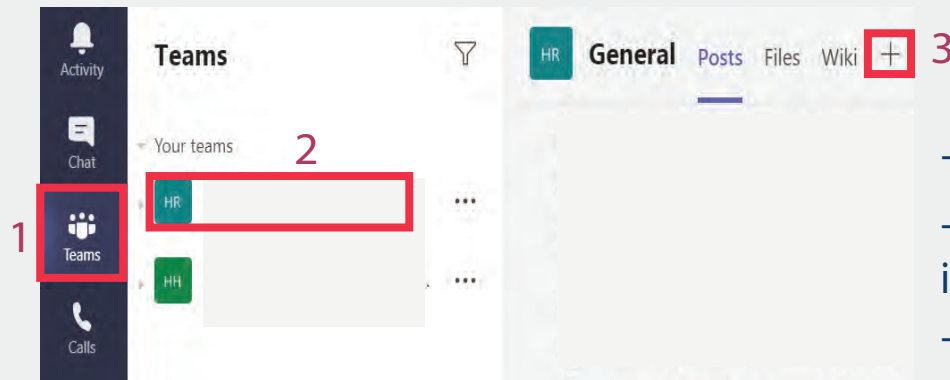 Activity
Chat
1
Teams
Calls
Teams
Your teams
2
HR
...
HH
...
HR General Posts Files Wiki + 3
-
-
i
-